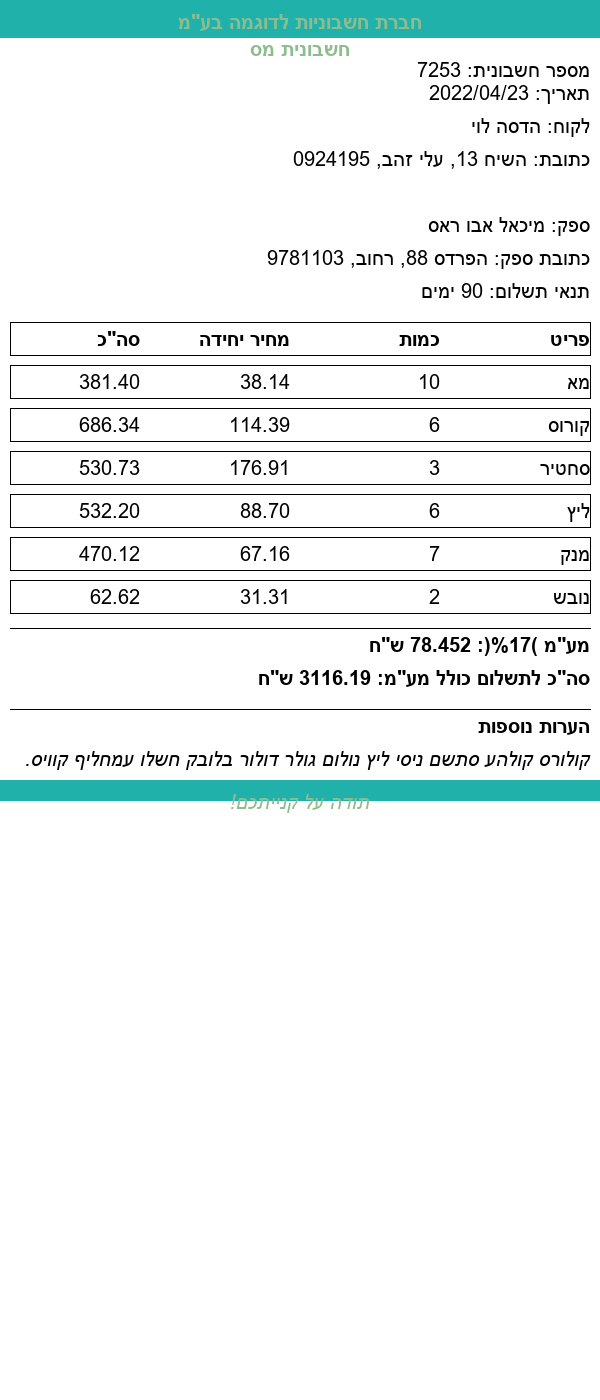 חברת חשבוניות לדוגמה בע"מ
חשבונית מס
מספר חשבונית: 7253
תאריך: 2022/04/23
לקוח: הדסה לוי
כתובת: השיח 13, עלי זהב, 0924195
ספק: מיכאל אבו ראס
כתובת ספק: הפרדס 88, רחוב, 9781103
תנאי תשלום: 90 ימים
פריט כמות מחיר יחידה סה"כ
מא 10 38.14 381.40
קורוס 6 114.39 686.34
סחטיר 3 176.91 530.73
ליץ 6 88.70 532.20
מנק 7 67.16 470.12
נובש 2 31.31 62.62
מע"מ )17%(: 78.452 ש"ח
סה"כ לתשלום כולל מע"מ: 3116.19 ש"ח
הערות נוספות
קולורס קולהע סתשם ניסי ליץ נולום גולר דולור בלובק חשלו עמחליף קוויס.
תודה על קנייתכם!